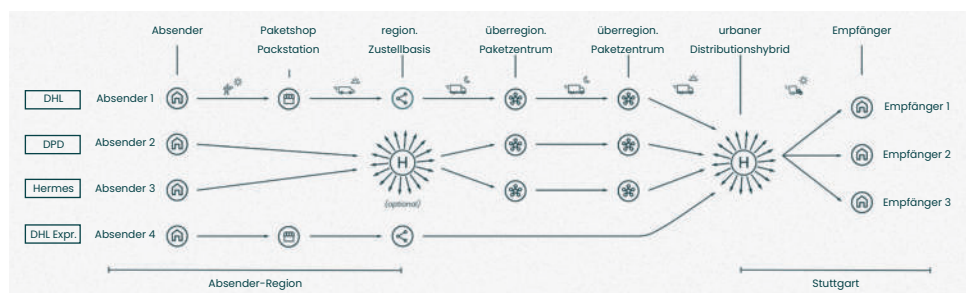 Absender
Paketshop
Packstation
region.
Zustellbasis
überregion.
Paketzentrum
überregion.
Paketzentrum
urbaner
Distributionshybrid
Empfänger
DHL
Absender 1
Empfänger 1
DPD
Absender 2
H
H
Empfänger 2
Hermes
Absender 3
(optional)
Empfänger 3
DHL Expr.
Absender 4
Absender-Region
Stuttgart